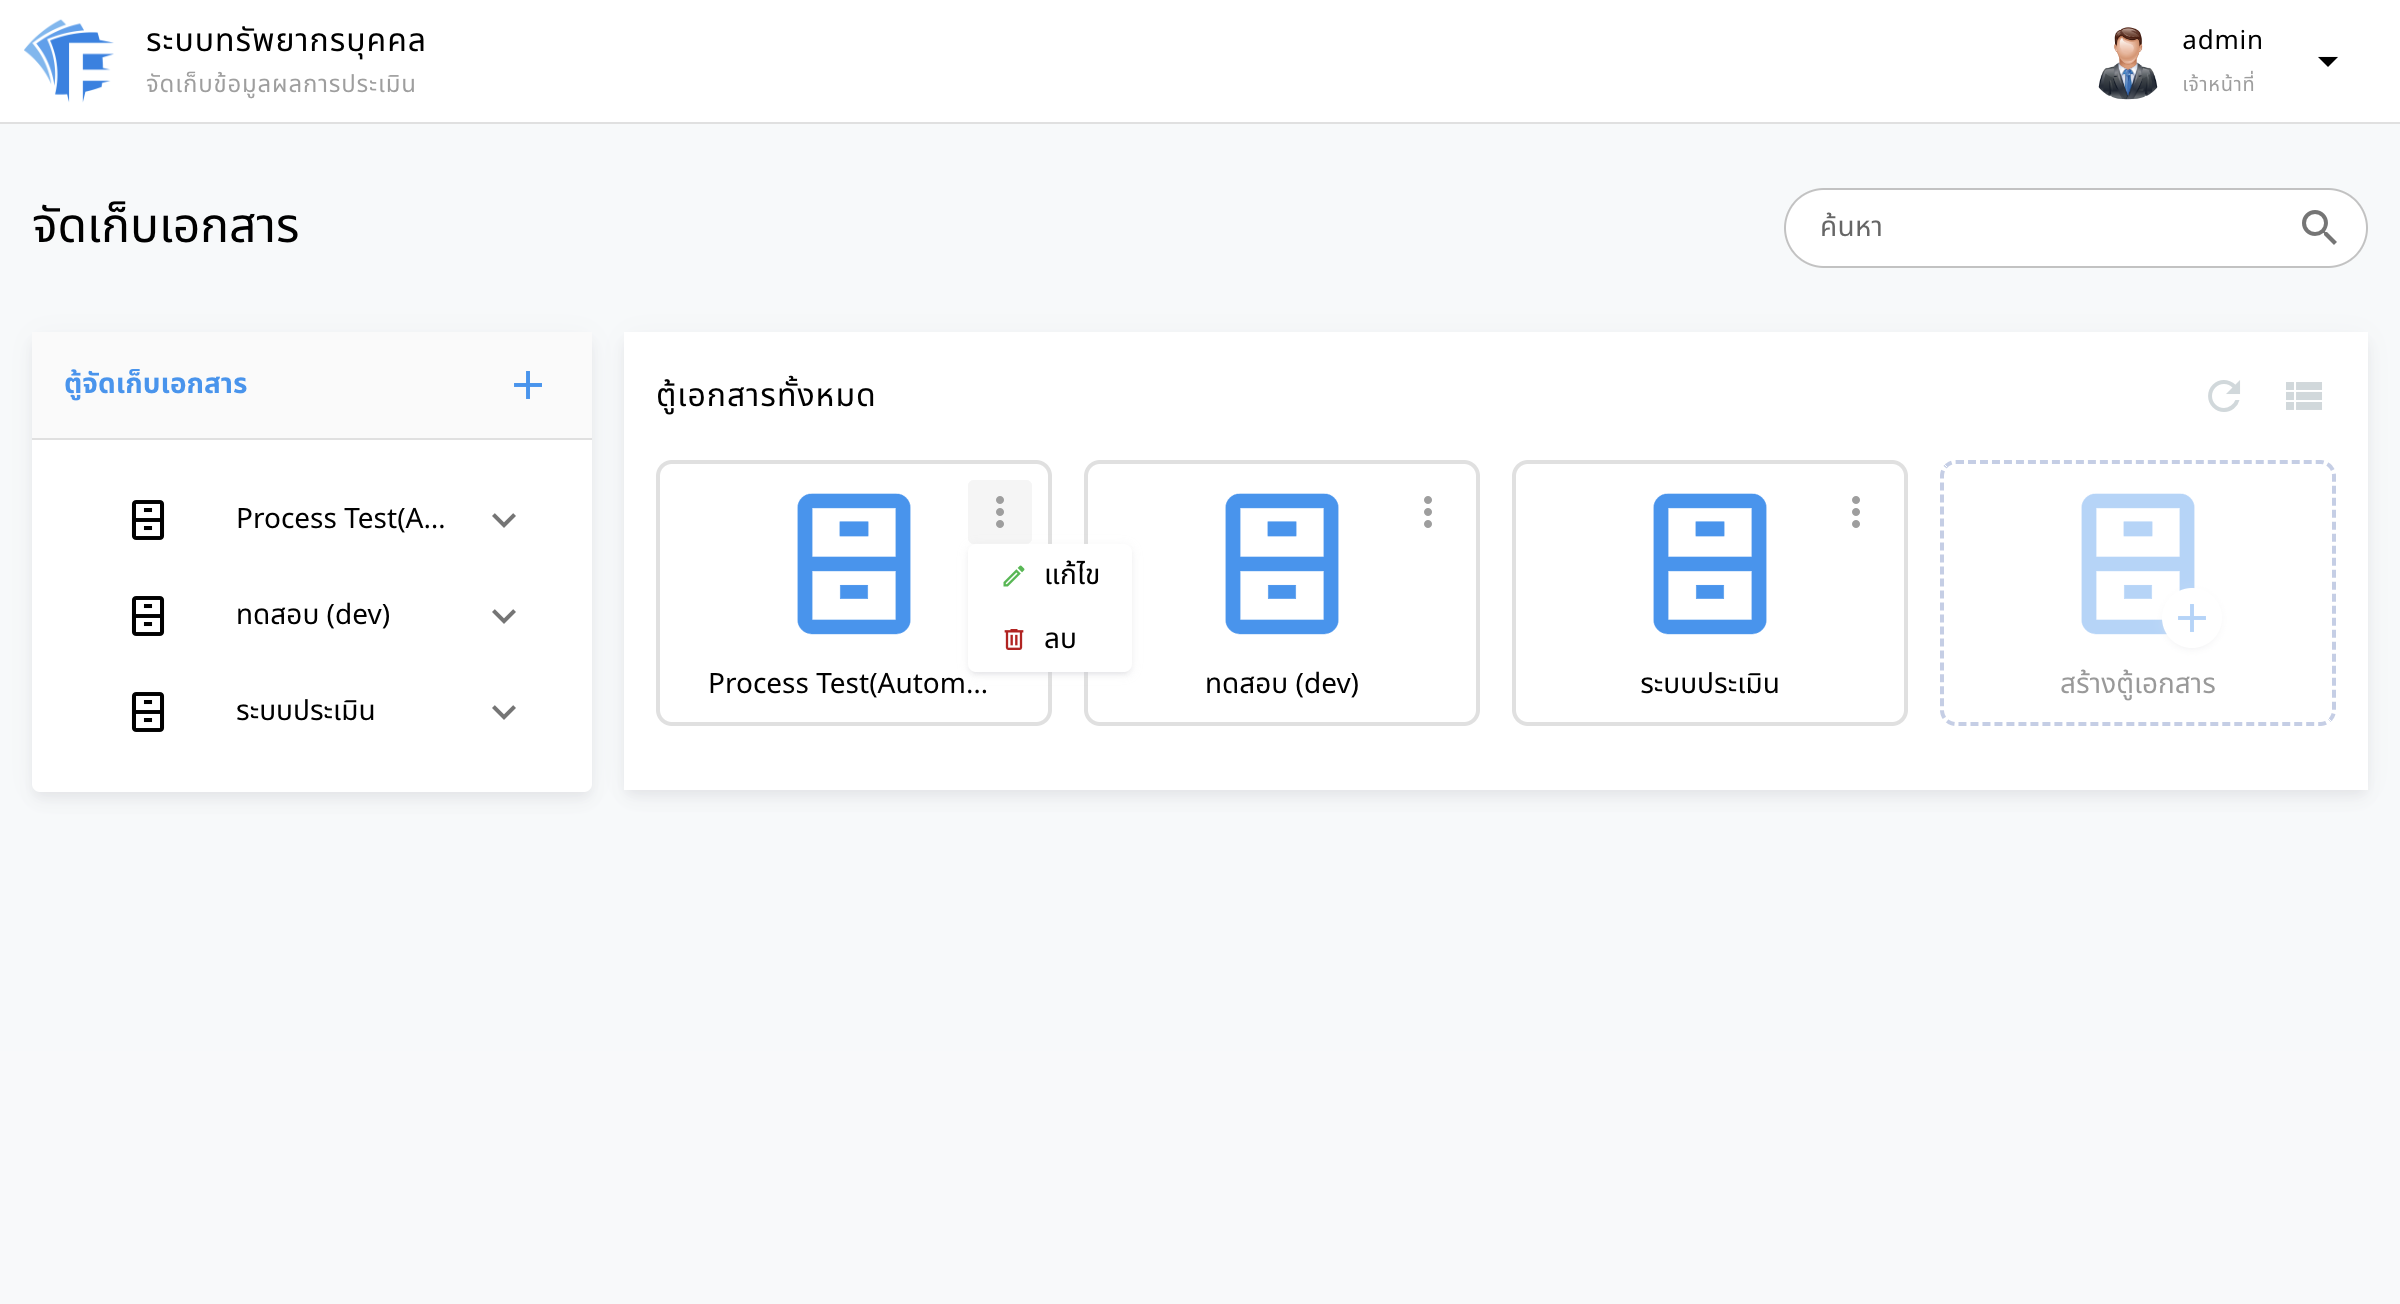 ระบบทรัพยากรบุคคล
จัดเก็บข้อมูลผลการประเมิน
admin
เจ้าหน้าที่
จัดเก็บเอกสาร
ค้นหา
ตู้จัดเก็บเอกสาร
Process Test(A...
ทดสอบ (dev)
ระบบประเมิน
ตู้เอกสารทั้งหมด
แก้ไข
ลบ
Process Test(Autom...
ทดสอบ (dev)
ระบบประเมิน
สร้างตู้เอกสาร